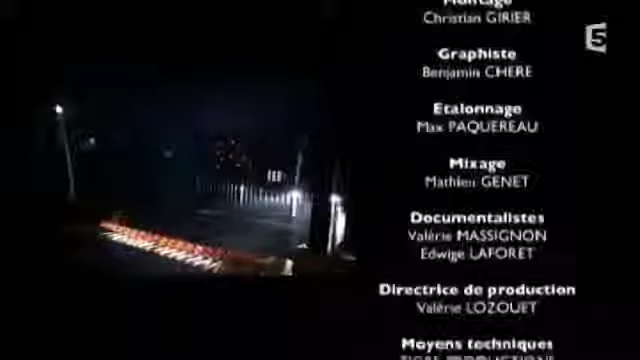 Montage
Christian GIRIER
5
Graphiste
Benjamin CHERE
Etalonnage
Max PAQUEREAU
Mixage
Mathieu GENET
Documentalistes
Valérie MASSIGNON
Edwige LAFORET
Directrice de production
Valérie LOZOUET
Moyens techniques